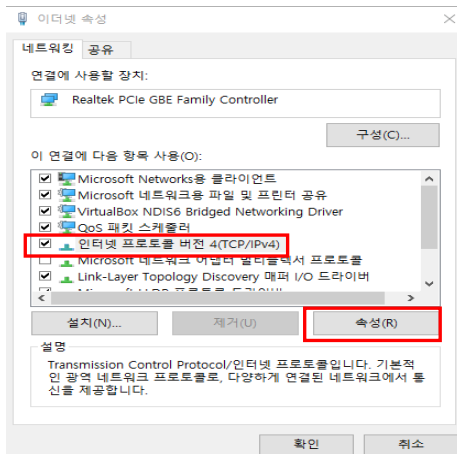 이더넷 속성
네트워킹 공유
연결에 사용할 장치:
Realtek PCIe GBE Family Controller
구성(C)...
이 연결에 다음 항목 사용(O):
Microsoft Networks용 클라이언트
Microsoft 네트워크용 파일 및 프린터 공유
VirtualBox NDIS6 Bridged Networking Driver
QoS 패킷 스케줄러
인터넷 프로토콜 버전 4(TCP/IPv4)
Microsoft 네트워크 어댑터 멀티플렉서 프로토콜
Link-Layer Topology Discovery 매퍼 I/O 드라이버
설치(N)... 제거(U) 속성(R)
설명
Transmission Control Protocol/인터넷 프로토콜입니다. 기본적
인 광역 네트워크 프로토콜로, 다양하게 연결된 네트워크에서 통
신을 제공합니다.
확인 취소